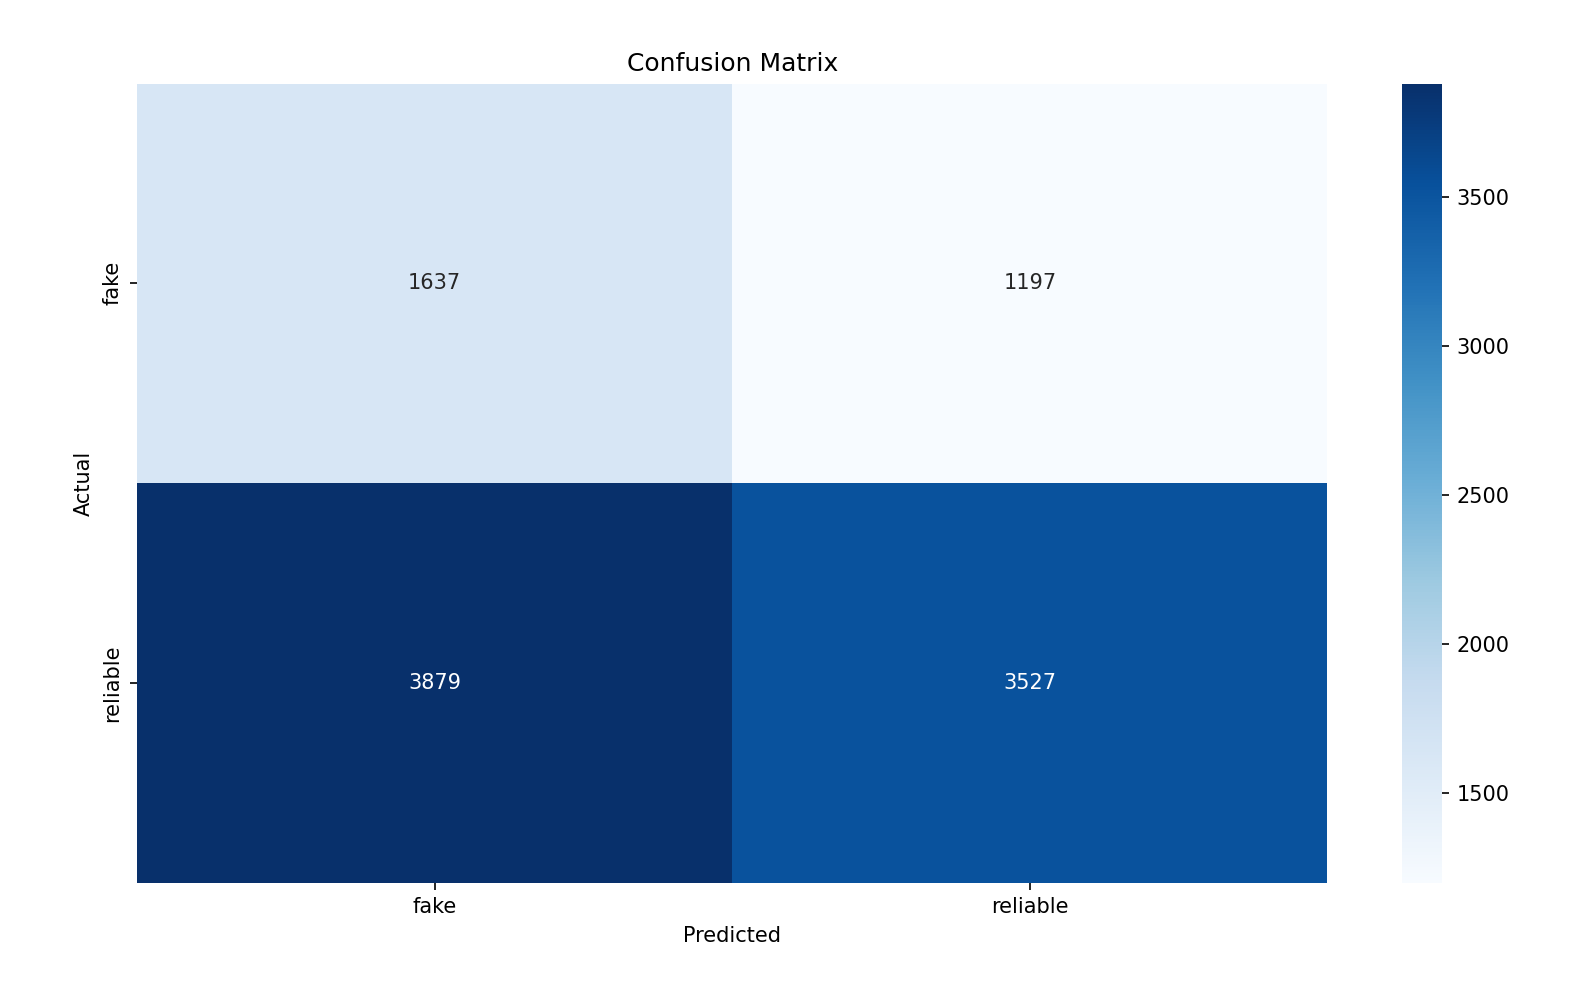 Confusion Matrix
fake
1637
1197
Actual
reliable
3879
3527
fake
reliable
Predicted
3500
3000
2500
2000
1500